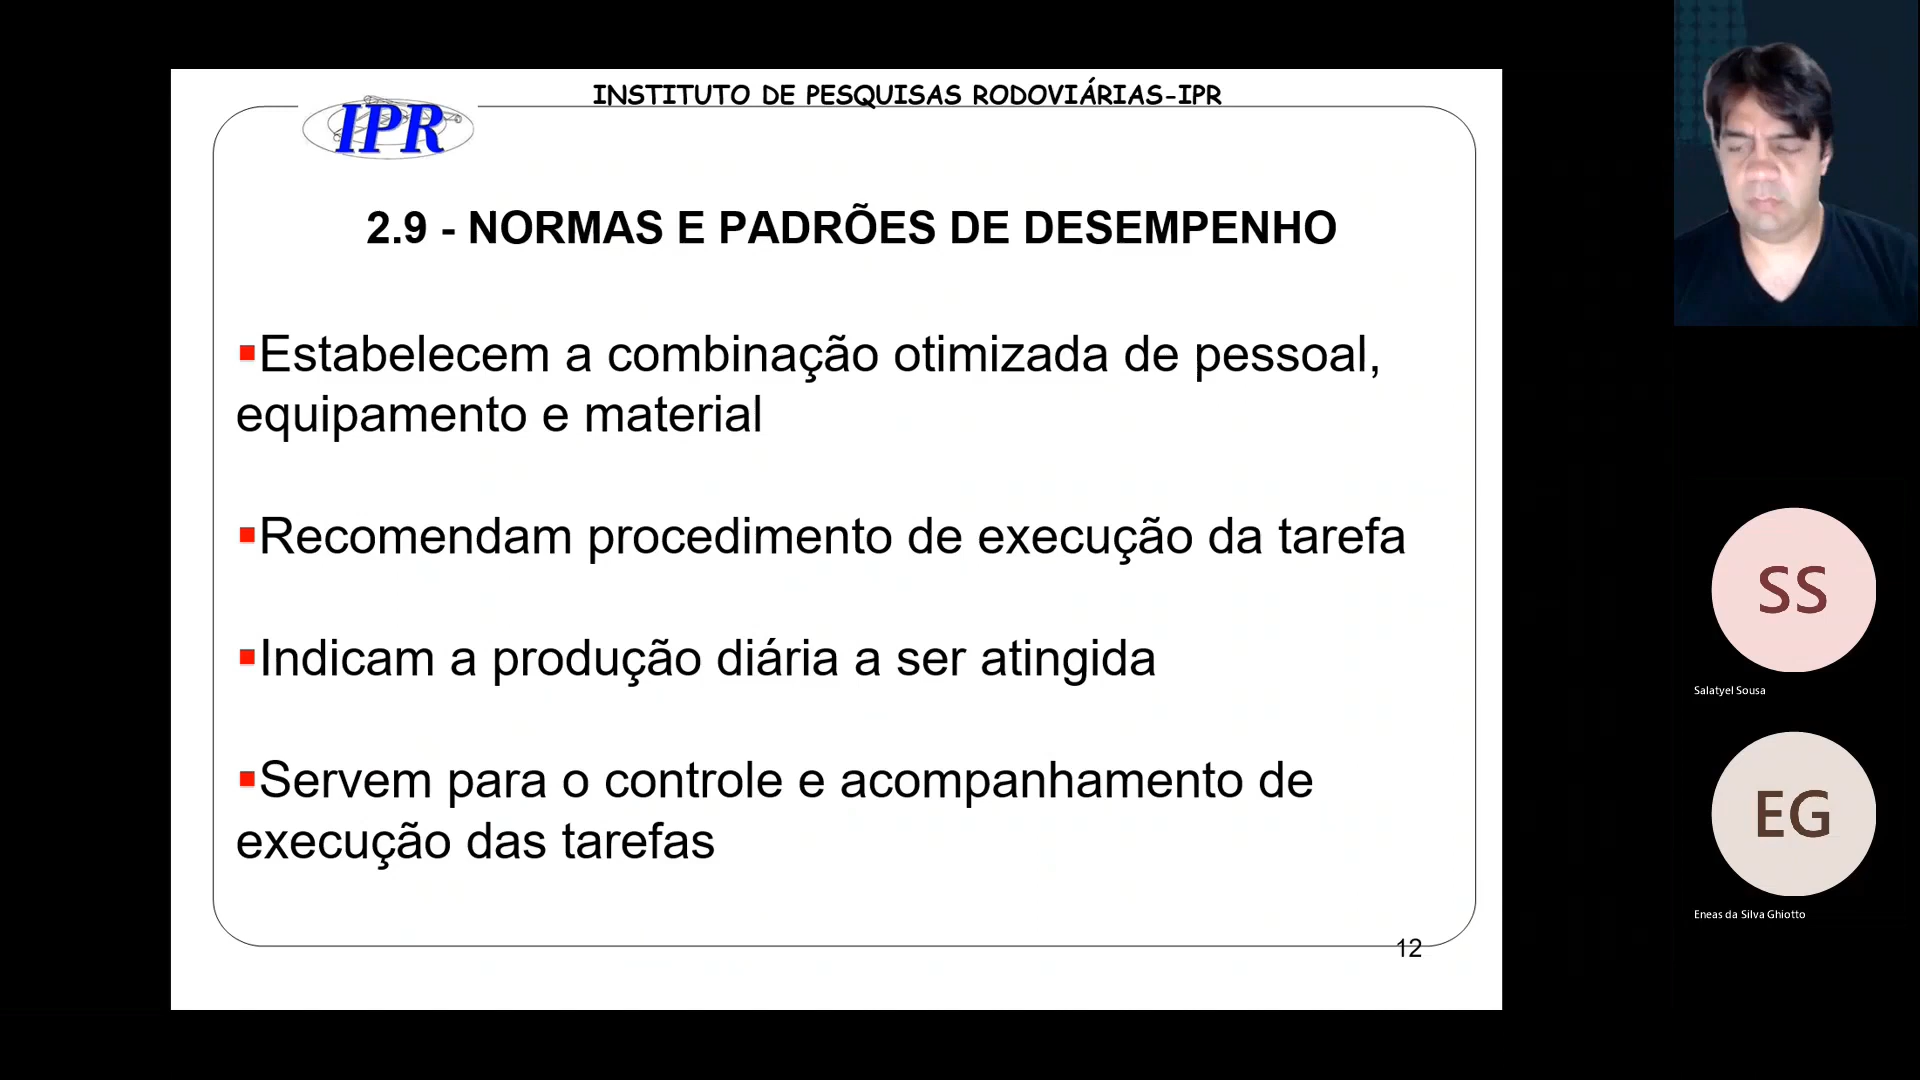 INSTITUTO DE PESQUISAS RODOVIÁRIAS-IPR
IPR
2.9 - NORMAS E PADRÕES DE DESEMPENHO
▪Estabelecem a combinação otimizada de pessoal,
equipamento e material
▪Recomendam procedimento de execução da tarefa
▪Indicam a produção diária a ser atingida
▪Servem para o controle e acompanhamento de
execução das tarefas
12
SS
Salatyel Sousa
EG
Eneas da Silva Ghiotto